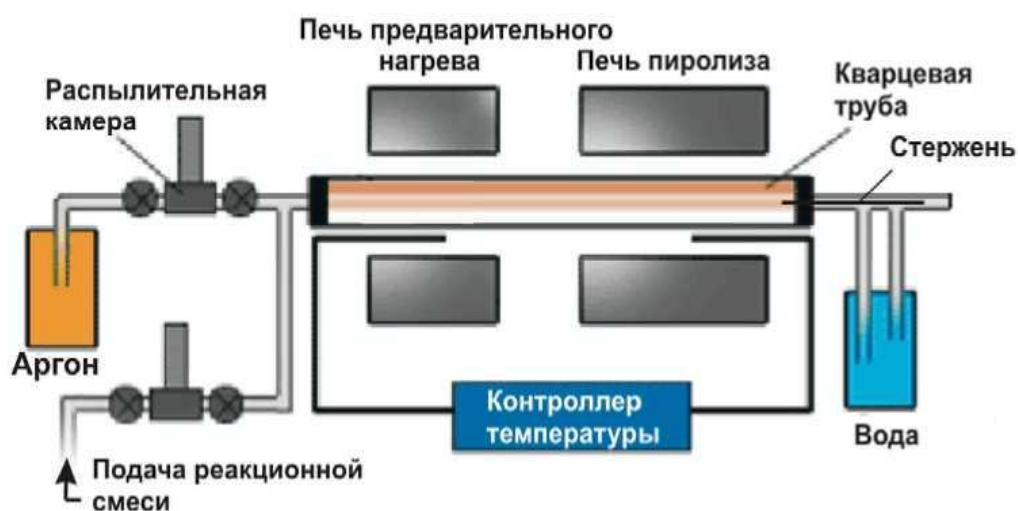 Печь предварительного
нагрева
Печь пиролиза
Кварцевая
труба
Распылительная
камера
Стержень
Аргон
Контроллер
температуры
Вода
Подача реакционной
смеси